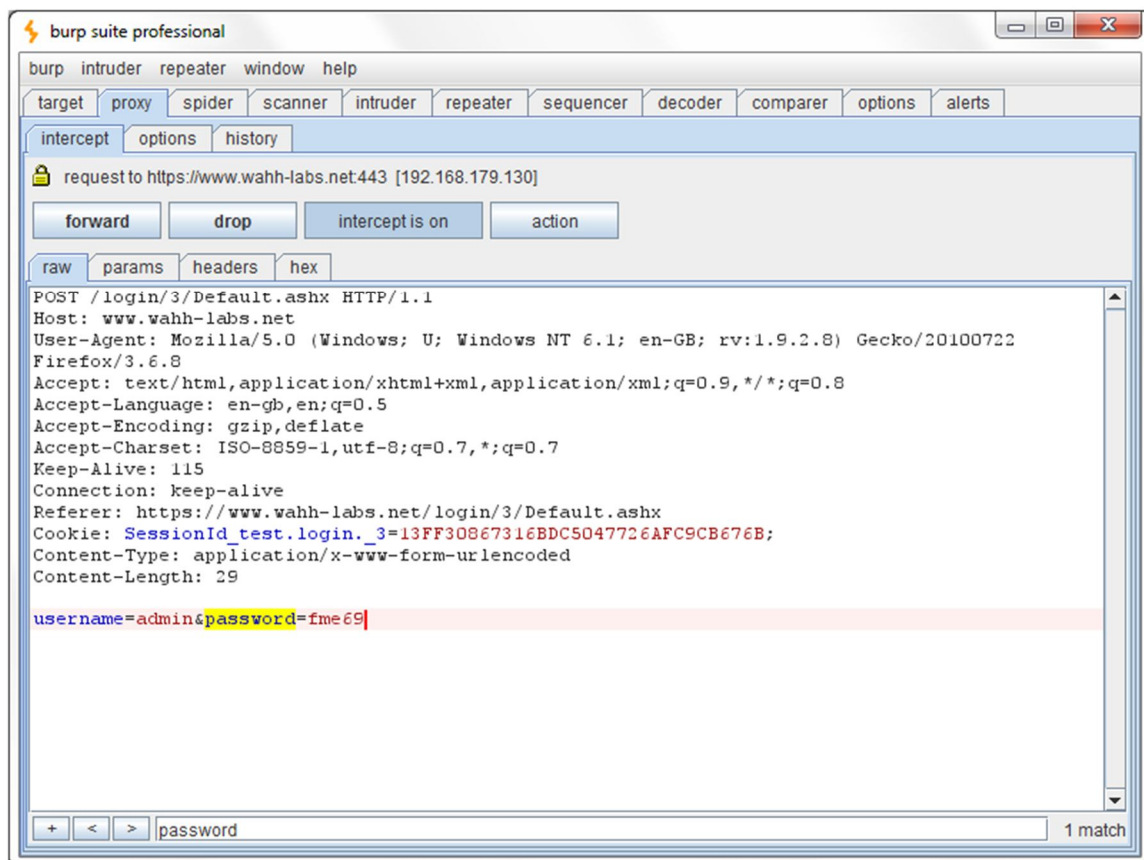 burp suite professional
burp intruder repeater window help
target proxy spider scanner intruder repeater sequencer decoder comparer options alerts
intercept options history
request to https://www.wahh-labs.net:443 [192.168.179.130]
forward drop intercept is on action
raw params headers hex
POST /login/3/Default.ashx HTTP/1.1
Host: www.wahh-labs.net
User-Agent: Mozilla/5.0 (Windows; U; Windows NT 6.1; en-GB; rv:1.9.2.8) Gecko/20100722
Firefox/3.6.8
Accept: text/html,application/xhtml+xml,application/xml;q=0.9,*/*;q=0.8
Accept-Language: en-gb,en;q=0.5
Accept-Encoding: gzip,deflate
Accept-Charset: ISO-8859-1,utf-8;q=0.7,*;q=0.7
Keep-Alive: 115
Connection: keep-alive
Referer: https://www.wahh-labs.net/login/3/Default.ashx
Cookie: SessionId_test.login._3=13FF30867316BDC5047726AFC9CB676B;
Content-Type: application/x-www-form-urlencoded
Content-Length: 29
username=admin&password=fme69
+ < > password 1 match